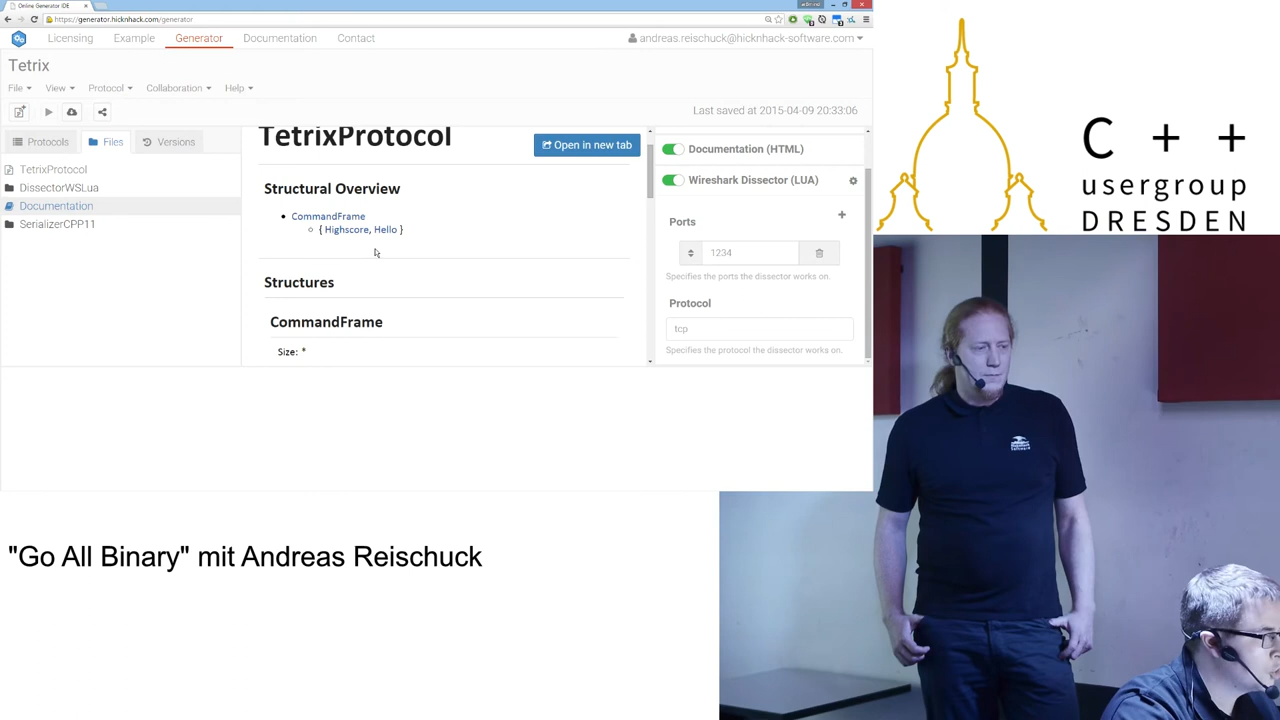 Online Generator IDE
https://generator.hicknhack.com/generator
Licensing
Example
Generator
Documentation
Contact
andreas.reischuck@hicknhack-software.com
Tetrix
File
View
Protocol
Collaboration
Help
Last saved at 2015-04-09 20:33:06
Protocols
Files
Versions
TetrixProtocol
DissectorWSLua
Documentation
SerializerCPP11
TetrixProtocol
Open in new tab
Structural Overview
CommandFrame
{ Highscore, Hello }
Structures
CommandFrame
Size: *
Documentation (HTML)
Wireshark Dissector (LUA)
Ports
1234
Specifies the ports the dissector works on.
Protocol
tcp
Specifies the protocol the dissector works on.
C + +
usergroup
DRESDEN
"Go All Binary" mit Andreas Reischuck